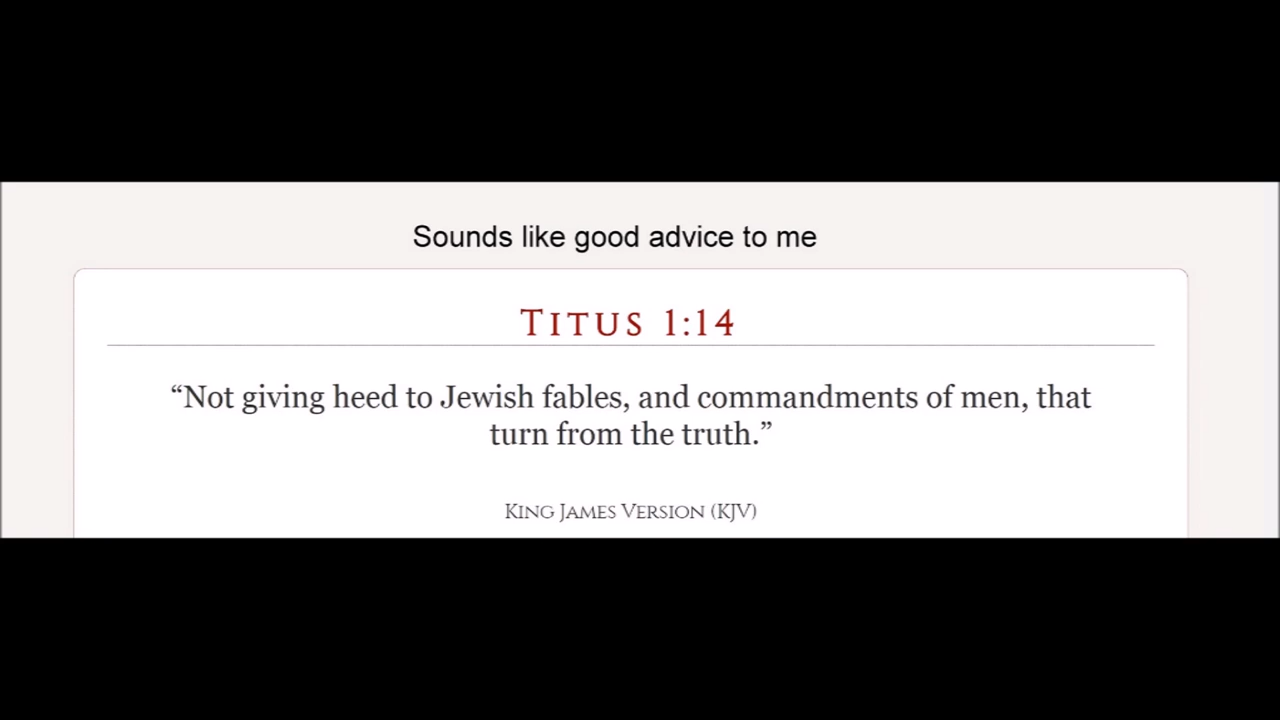 Sounds like good advice to me
TITUS 1:14
“Not giving heed to Jewish fables, and commandments of men, that
turn from the truth.”
KING JAMES VERSION (KJV)